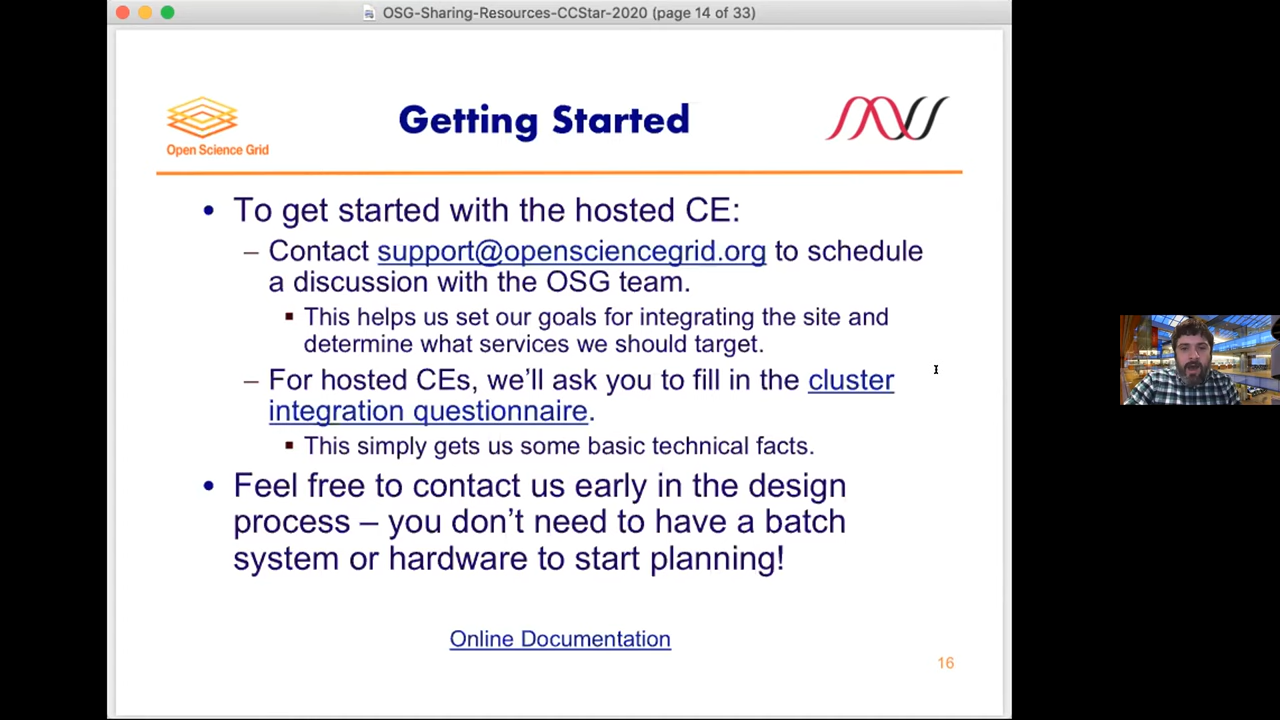 OSG-Sharing-Resources-CCStar-2020 (page 14 of 33)
Getting Started
Open Science Grid
• To get started with the hosted CE:
– Contact support@opensciencegrid.org to schedule
a discussion with the OSG team.
▪ This helps us set our goals for integrating the site and
determine what services we should target.
– For hosted CEs, we’ll ask you to fill in the cluster
integration questionnaire.
▪ This simply gets us some basic technical facts.
• Feel free to contact us early in the design
process – you don’t need to have a batch
system or hardware to start planning!
Online Documentation
16